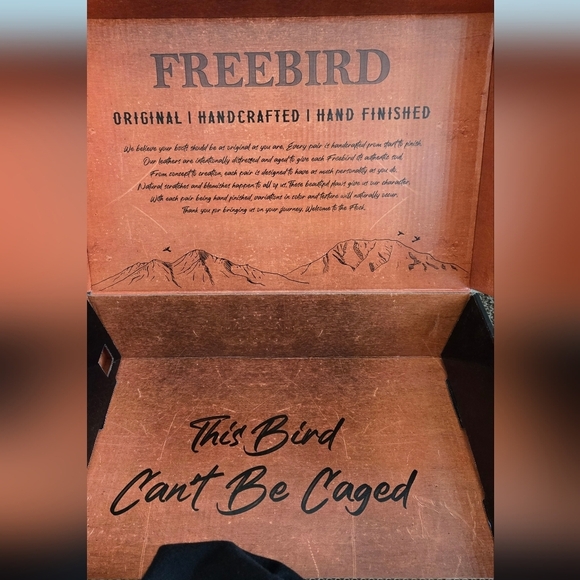 FREEBIRD
ORIGINAL | HANDCRAFTED | HAND FINISHED
We believe your boots should be as original as you are. Every pair is handcrafted from start to finish.
Our leathers are intentionally distressed and aged to give each Freebird its authentic soul.
From concept to creation, each pair is designed to have as much personality as you do.
Natural scratches and blemishes happen to all of us. These beautiful flaws give us our character.
With each pair being hand finished, variations in color and texture will naturally occur.
Thank you for bringing us on your journey. Welcome to the Flock.
This Bird
Can't Be Caged